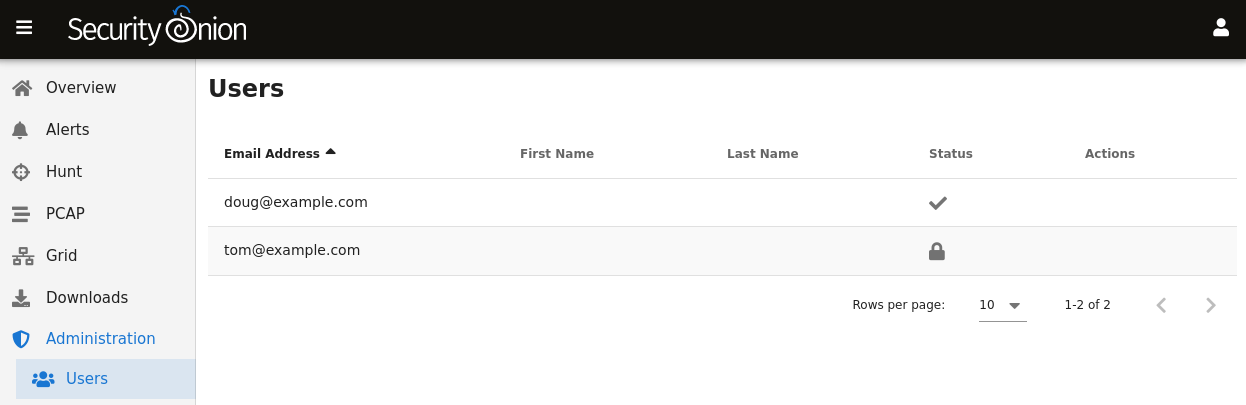 Security Onion
Overview
Alerts
Hunt
PCAP
Grid
Downloads
Administration
Users
Users
Email Address First Name Last Name Status Actions
doug@example.com
tom@example.com
Rows per page: 10 1-2 of 2